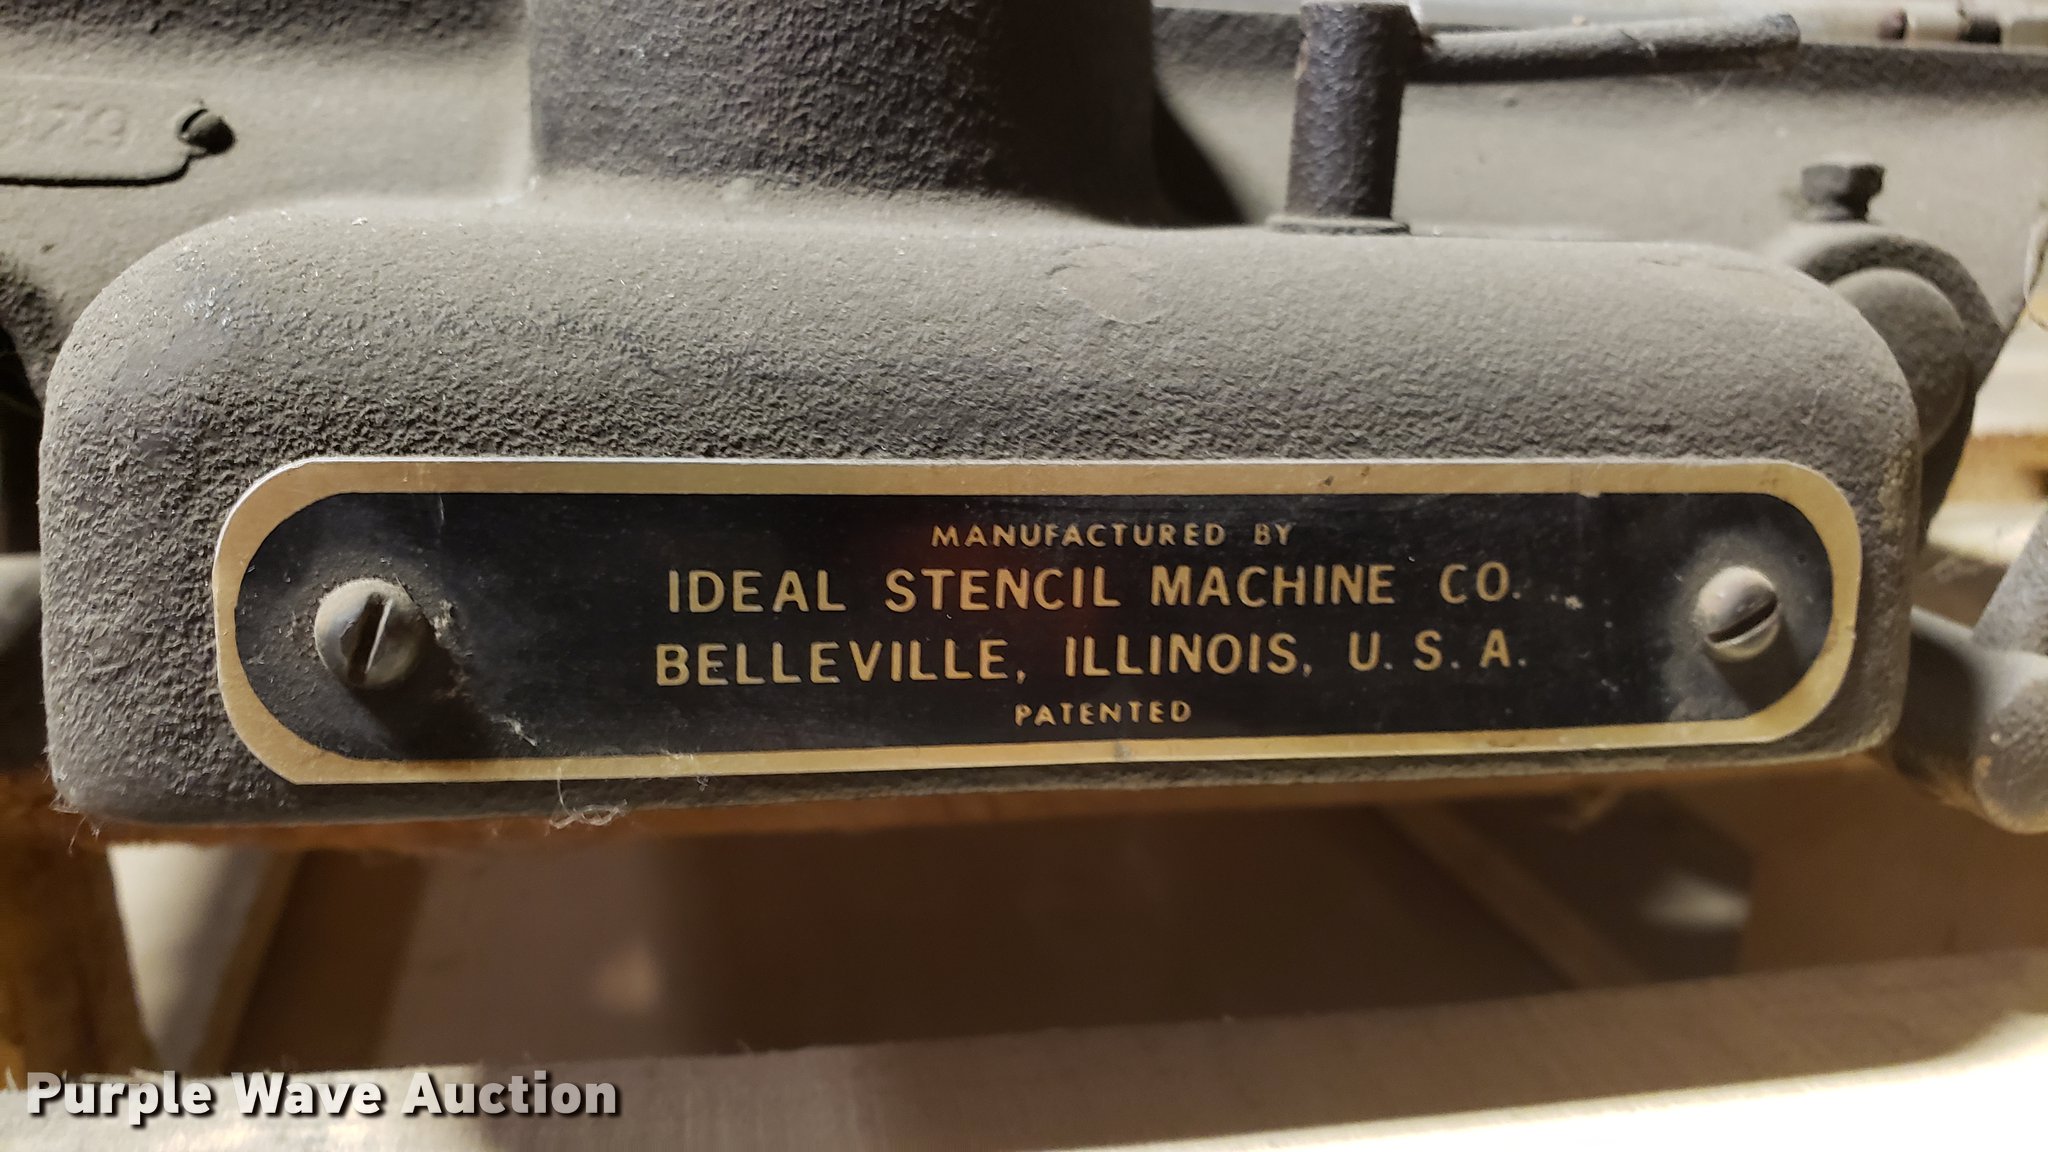 MANUFACTURED BY
IDEAL STENCIL MACHINE CO.
BELLEVILLE, ILLINOIS, U. S. A.
PATENTED
Purple Wave Auction